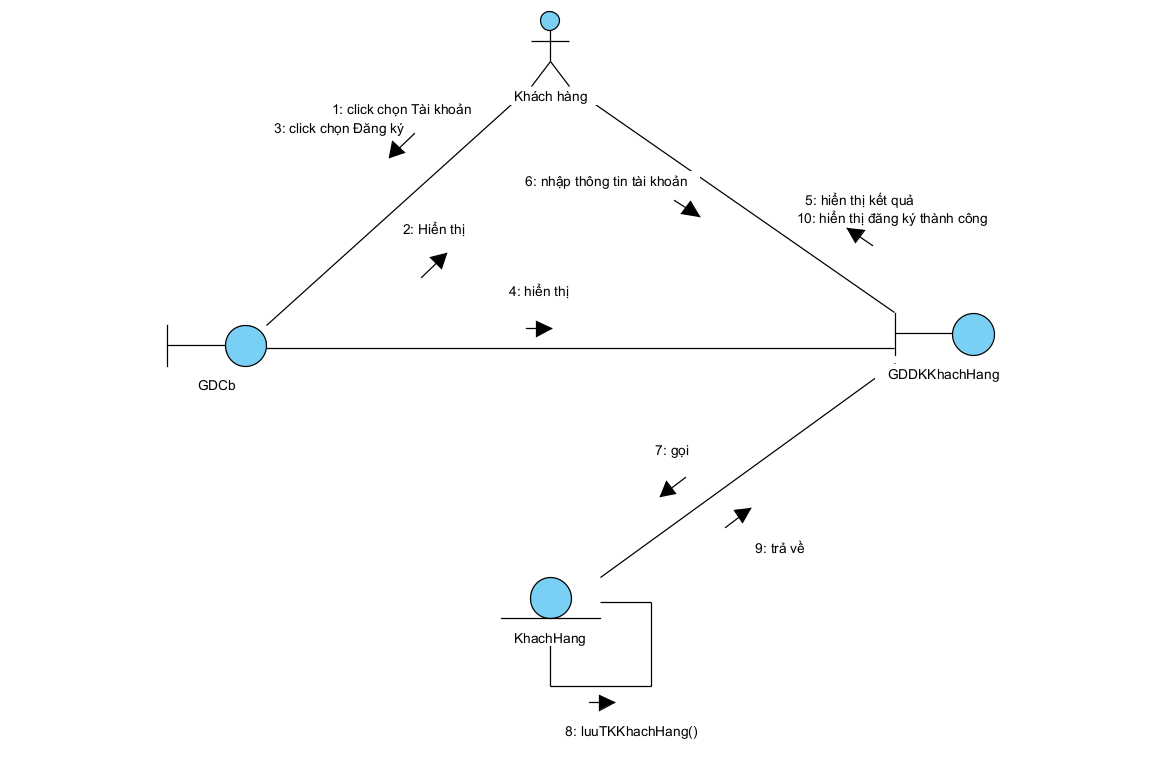 Khách hàng
1: click chọn Tài khoản
3: click chọn Đăng ký
6: nhập thông tin tài khoản
5: hiển thị kết quả
10: hiển thị đăng ký thành công
2: Hiển thị
4: hiển thị
GDCb
GDDKKhachHang
7: gọi
9: trả về
KhachHang
8: luuTKKhachHang()